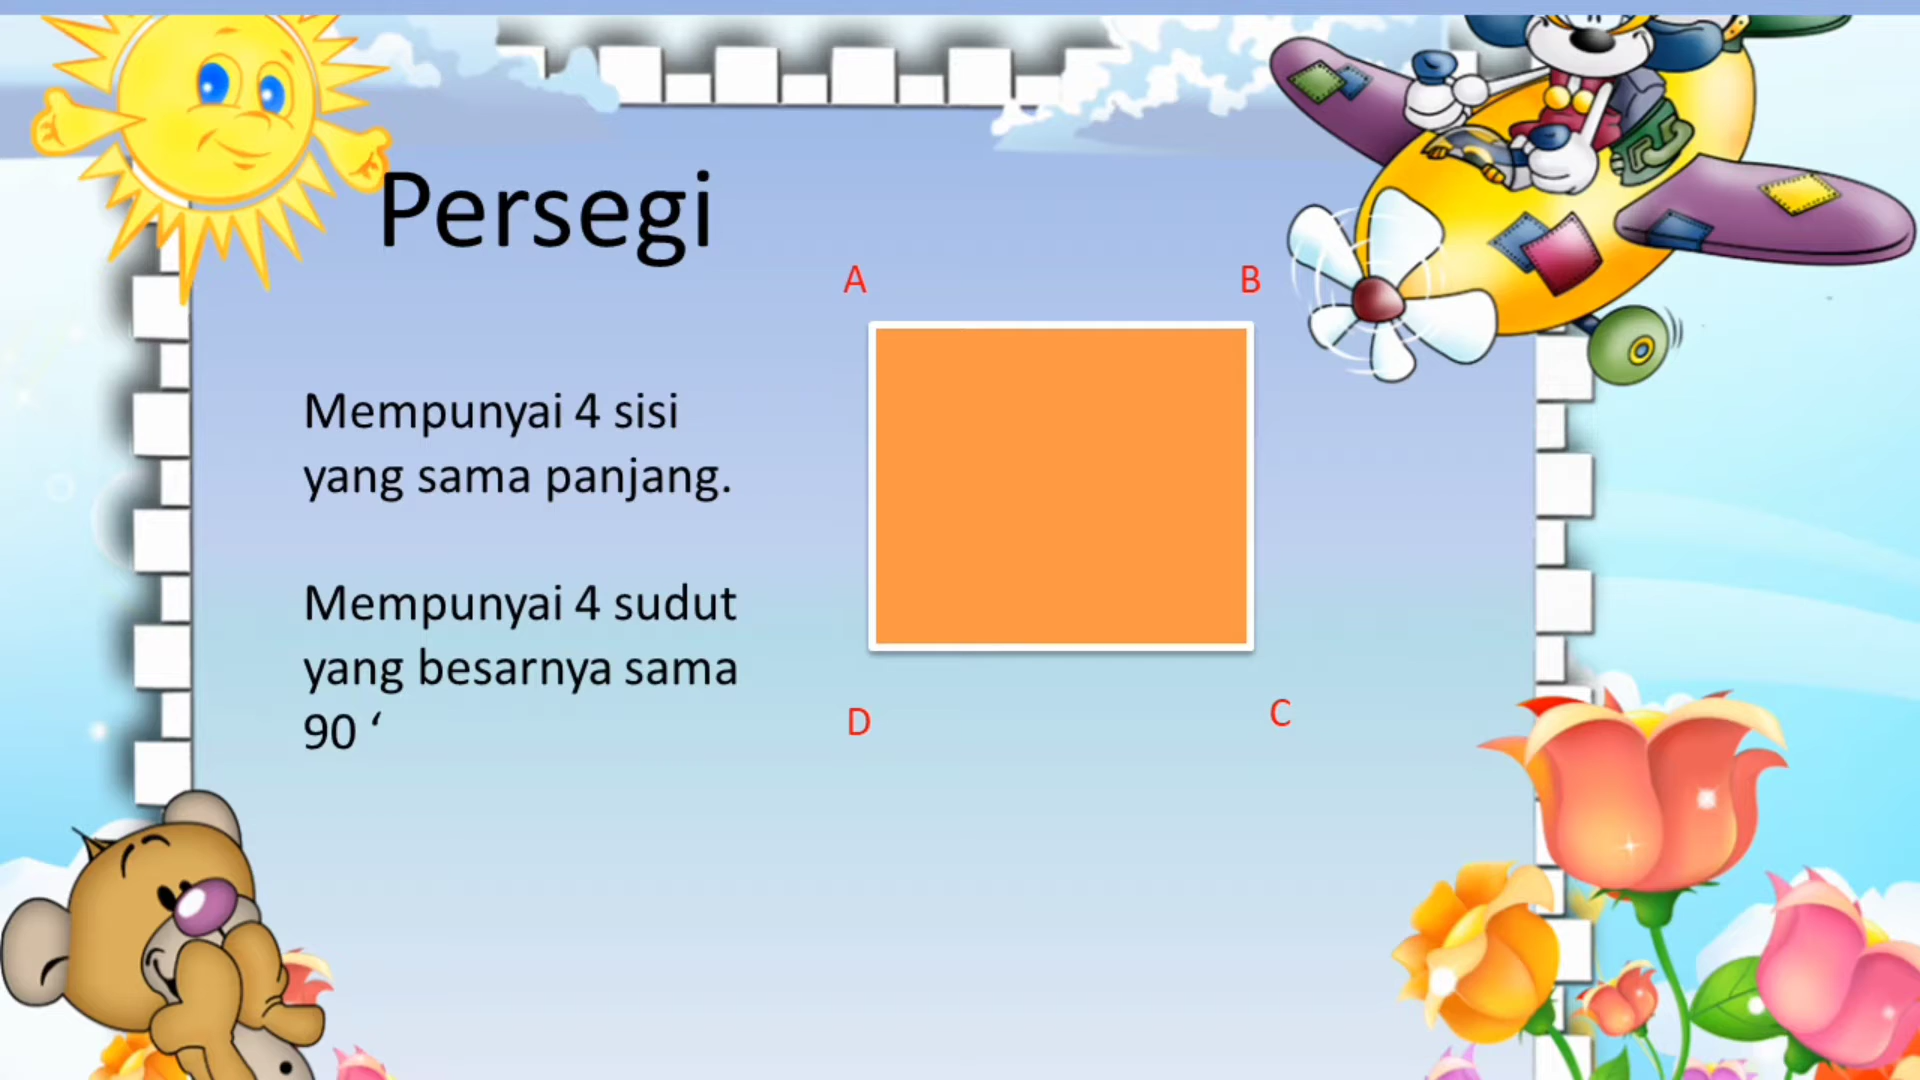 Persegi
A
B
Mempunyai 4 sisi
yang sama panjang.
Mempunyai 4 sudut
yang besarnya sama
90 ‘
D
C